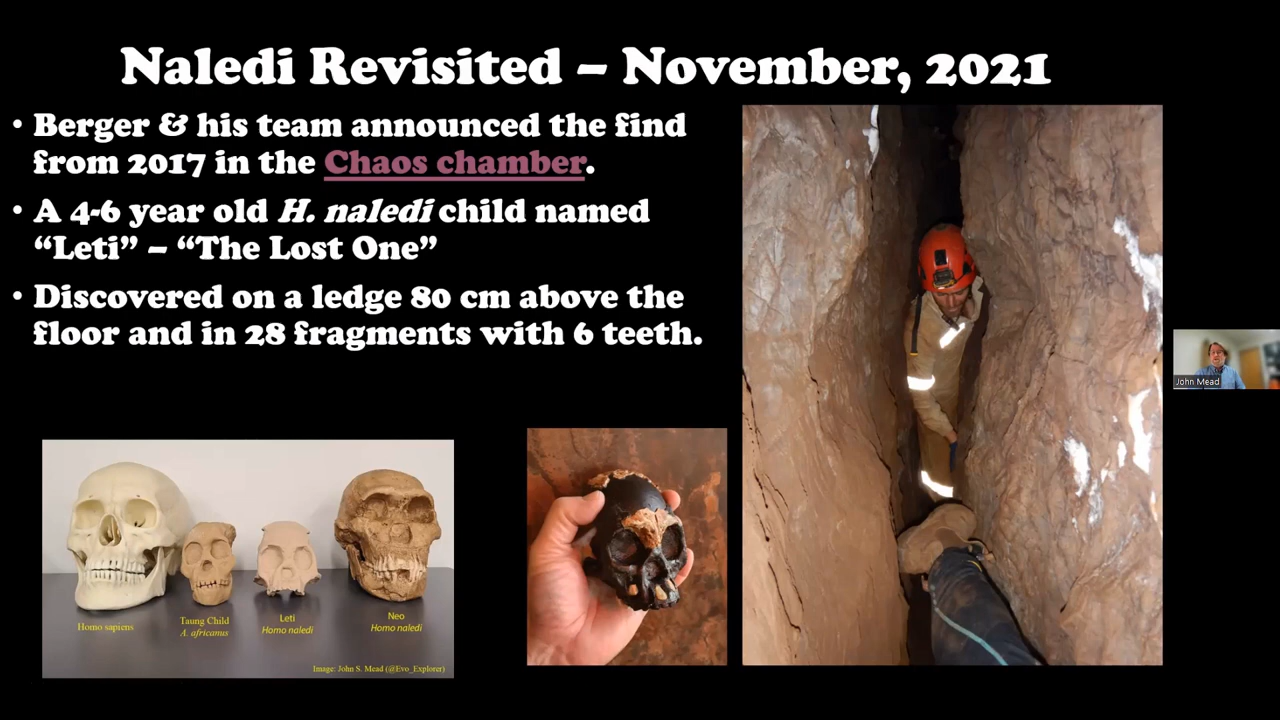 Naledi Revisited – November, 2021
• Berger & his team announced the find
from 2017 in the Chaos chamber.
• A 4-6 year old H. naledi child named
“Leti” – “The Lost One”
• Discovered on a ledge 80 cm above the
floor and in 28 fragments with 6 teeth.
Homo sapiens
Taung Child
A. africanus
Leti
Homo naledi
Neo
Homo naledi
Image: John S. Mead (@Evo_Explorer)
John Mead